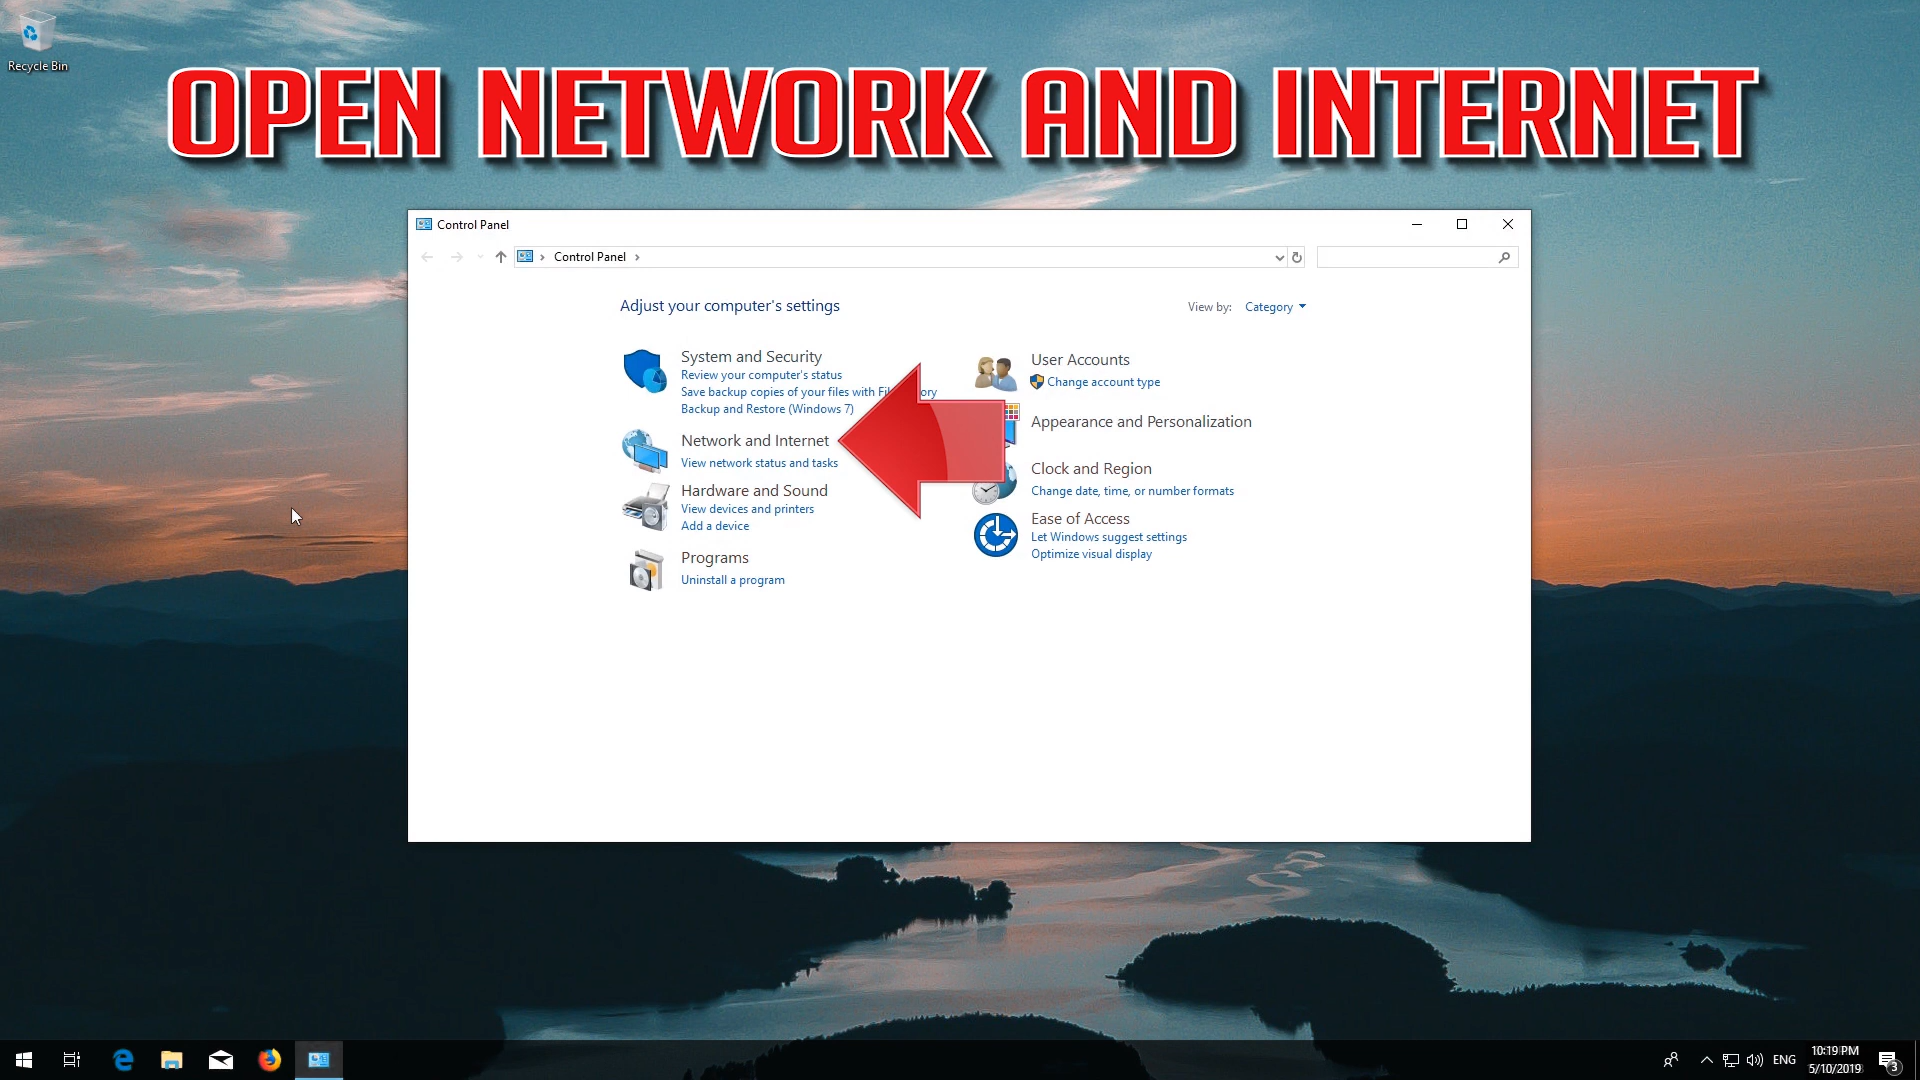 Recycle Bin
OPEN NETWORK AND INTERNET
Control Panel
Control Panel
Adjust your computer's settings
View by: Category
System and Security
Review your computer's status
Save backup copies of your files with
Backup and Restore (Windows 7)
Network and Internet
View network status and tasks
Hardware and Sound
View devices and printers
Add a device
Programs
Uninstall a program
User Accounts
Change account type
Appearance and Personalization
Clock and Region
Change date, time, or number formats
Ease of Access
Let Windows suggest settings
Optimize visual display
ENG
10:19 PM
5/10/2019
3